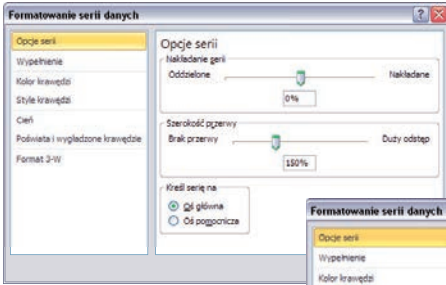 Formatowanie serii danych
Opcje serii
Wypełnienie
Kolor krawędzi
Style krawędzi
Cień
Poświata i wygładzone krawędzie
Format 3-W
Opcje serii
Nakładanie serii
Oddzielone
Nakładane
0%
Szerokość przerwy
Brak przerwy
Duży odstęp
150%
Kreśl serię na
Oś główna
Oś pomocnicza
Formatowanie serii danych
Opcje serii
Wypełnienie
Kolor krawędzi